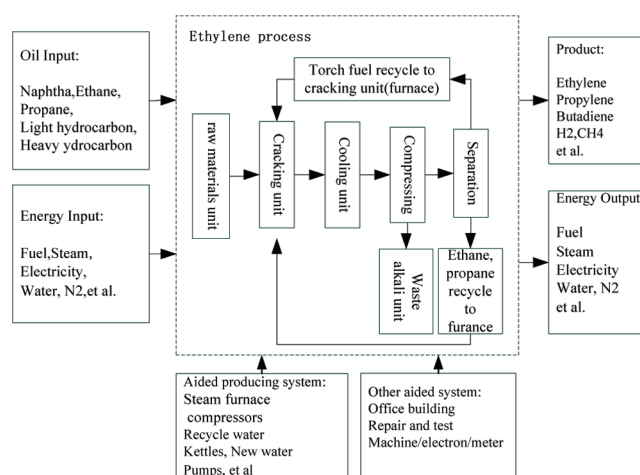 Ethylene process
Oil Input:
Naphtha,Ethane,
Propane,
Light hydrocarbon,
Heavy ydrocarbon
Energy Input:
Fuel,Steam,
Electricity,
Water, N2,et al.
Torch fuel recycle to
cracking unit(furnace)
raw materials unit
Cracking unit
Cooling unit
Compressing
Separation
Waste
alkali unit
Ethane,
propane
recycle
to
furance
Product:
Ethylene
Propylene
Butadiene
H2,CH4
et al.
Energy Output
Fuel
Steam
Electricity
Water, N2
et al.
Aided producing system:
Steam furnace
compressors
Recycle water
Kettles, New water
Pumps, et al
Other aided system:
Office building
Repair and test
Machine/electron/meter